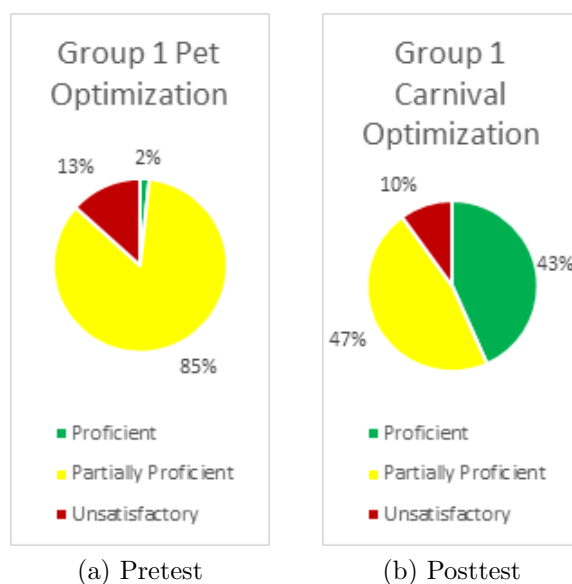 Group 1 Pet
Optimization
2%
13%
85%
Proficient
Partially Proficient
Unsatisfactory
(a) Pretest
Group 1
Carnival
Optimization
10%
43%
47%
Proficient
Partially Proficient
Unsatisfactory
(b) Posttest